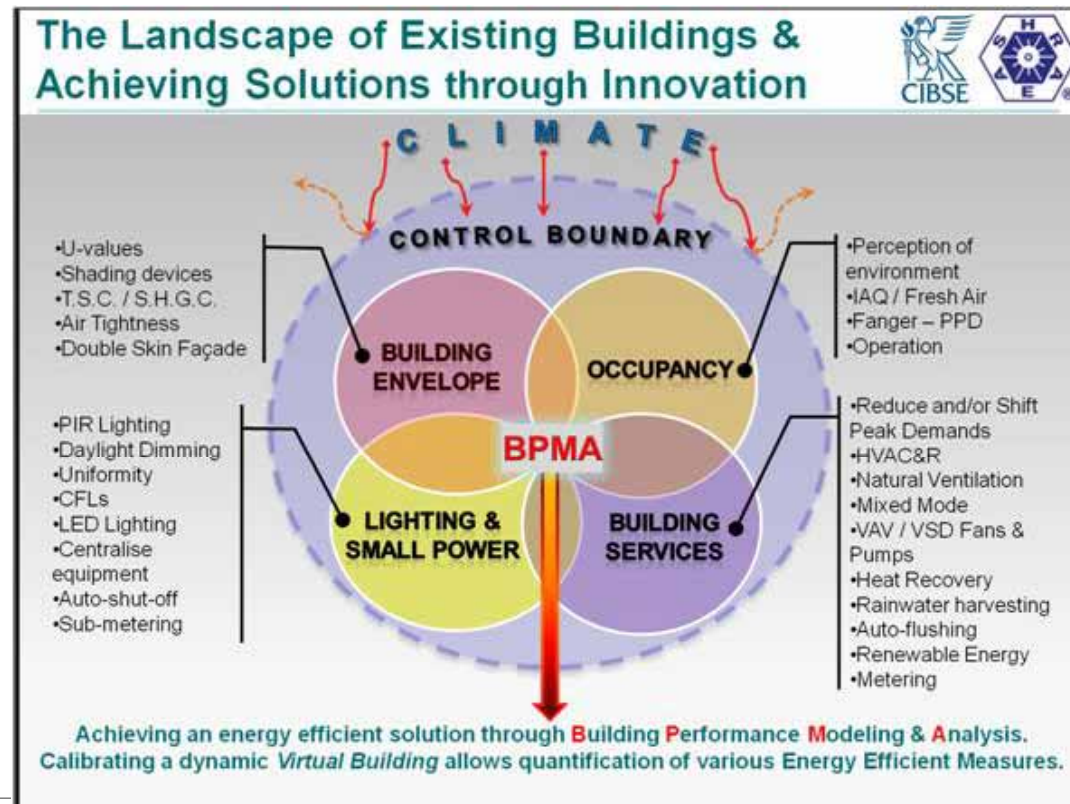 The Landscape of Existing Buildings &
Achieving Solutions through Innovation
CIBSE
ASHRAE
®
CLIMATE
CONTROL BOUNDARY
•U-values
•Shading devices
•T.S.C. / S.H.G.C.
•Air Tightness
•Double Skin Façade
•Perception of
environment
•IAQ / Fresh Air
•Fanger – PPD
•Operation
BUILDING
ENVELOPE
OCCUPANCY
BPMA
•PIR Lighting
•Daylight Dimming
•Uniformity
•CFLs
•LED Lighting
•Centralise
equipment
•Auto-shut-off
•Sub-metering
LIGHTING &
SMALL POWER
BUILDING
SERVICES
•Reduce and/or Shift
Peak Demands
•HVAC&R
•Natural Ventilation
•Mixed Mode
•VAV / VSD Fans &
Pumps
•Heat Recovery
•Rainwater harvesting
•Auto-flushing
•Renewable Energy
•Metering
Achieving an energy efficient solution through Building Performance Modeling & Analysis.
Calibrating a dynamic Virtual Building allows quantification of various Energy Efficient Measures.